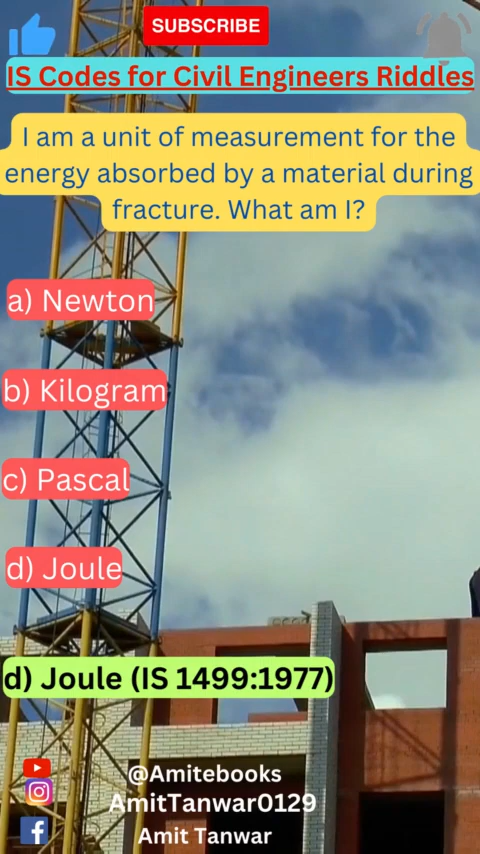 SUBSCRIBE
IS Codes for Civil Engineers Riddles
I am a unit of measurement for the
energy absorbed by a material during
fracture. What am I?
a) Newton
b) Kilogram
c) Pascal
d) Joule
d) Joule (IS 1499:1977)
@Amitebooks
AmitTanwar0129
Amit Tanwar